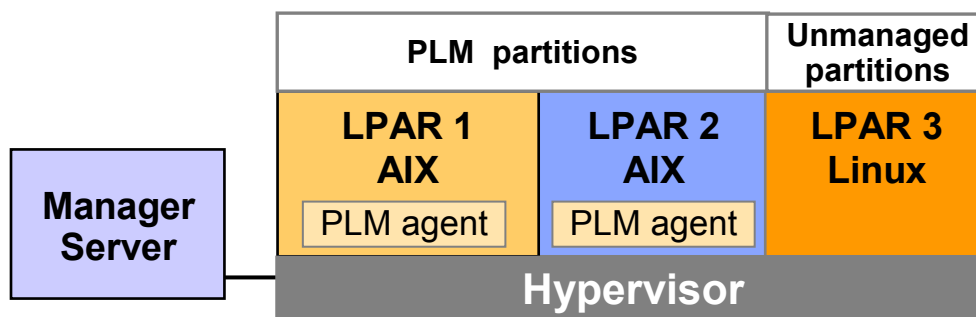 PLM partitions
Unmanaged
partitions
LPAR 1
AIX
PLM agent
LPAR 2
AIX
PLM agent
LPAR 3
Linux
Manager
Server
Hypervisor